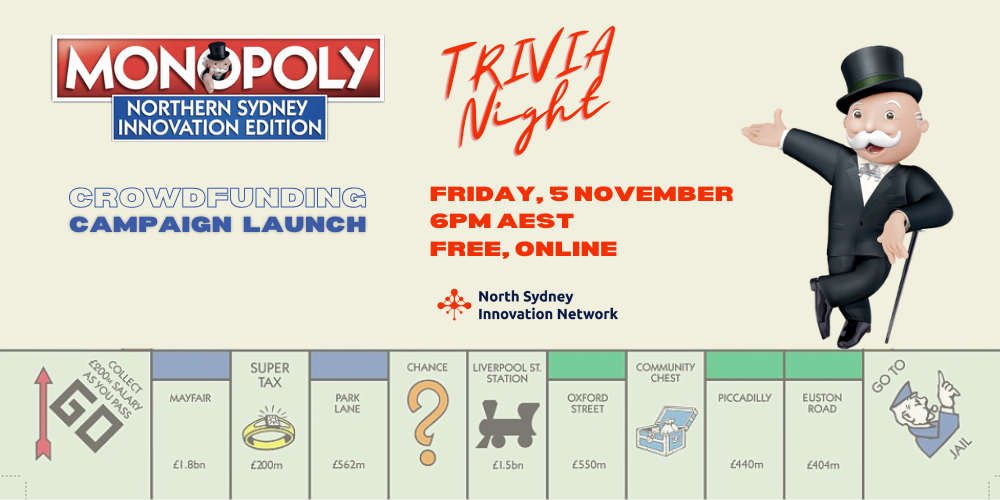 MONOPOLY
NORTHERN SYDNEY
INNOVATION EDITION
TRIVIA
Night
CROWDFUNDING
CAMPAIGN LAUNCH
FRIDAY, 5 NOVEMBER
6PM AEST
FREE, ONLINE
North Sydney
Innovation Network
COLLECT
£200M SALARY
AS YOU PASS
GO
MAYFAIR
£1.8bn
SUPER
TAX
£200m
PARK
LANE
£562m
CHANCE
?
LIVERPOOL ST.
STATION
£1.5bn
OXFORD
STREET
£550m
COMMUNITY
CHEST
PICCADILLY
£440m
EUSTON
ROAD
£404m
GO TO
JAIL